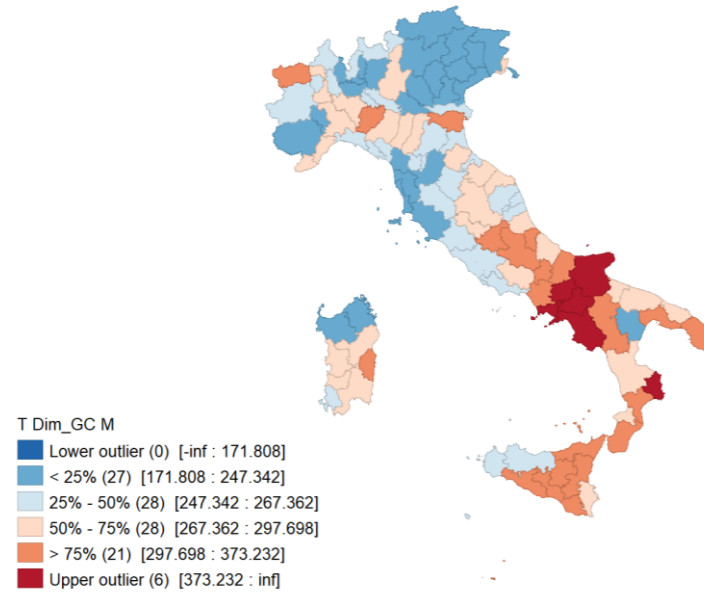 T Dim_GC M
Lower outlier (0) [-inf : 171.808]
< 25% (27) [171.808 : 247.342]
25% - 50% (28) [247.342 : 267.362]
50% - 75% (28) [267.362 : 297.698]
> 75% (21) [297.698 : 373.232]
Upper outlier (6) [373.232 : inf]